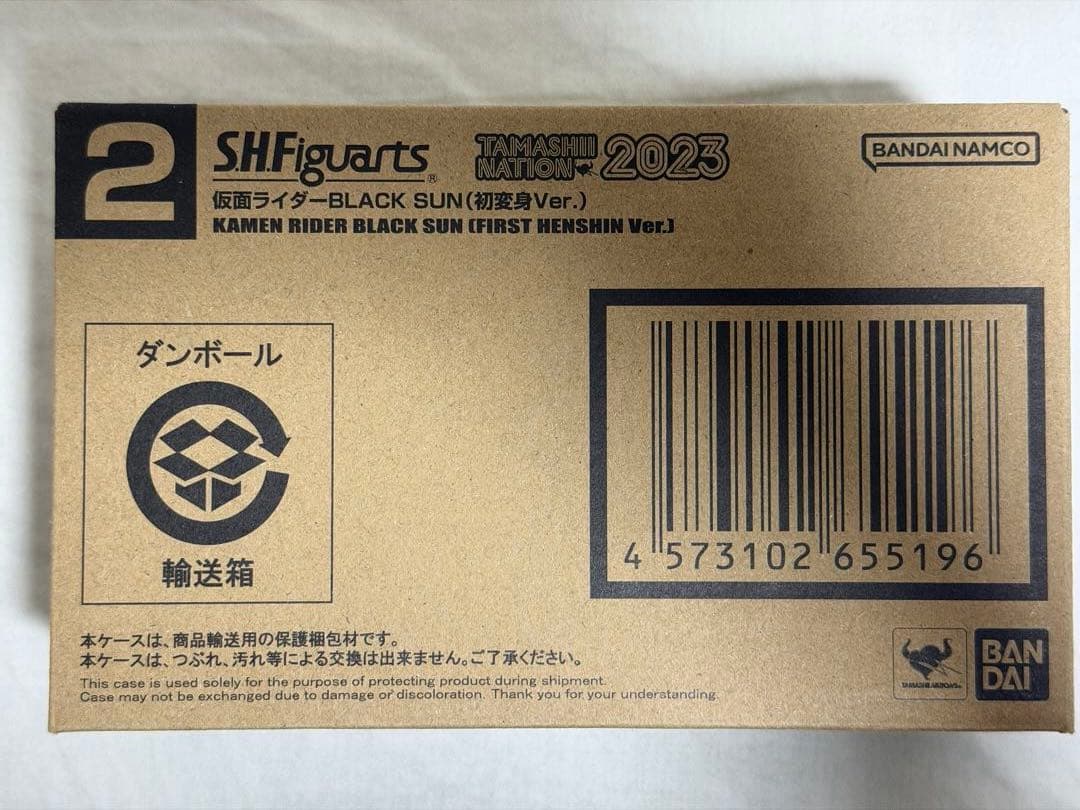 2
S.H.Figuarts®
TAMASHII
NATION 2023
BANDAI NAMCO
仮面ライダーBLACK SUN(初変身Ver.)
KAMEN RIDER BLACK SUN (FIRST HENSHIN Ver.)
ダンボール
輸送箱
4 573102 655196
本ケースは、商品輸送用の保護梱包材です。
本ケースは、つぶれ、汚れ等による交換は出来ません。ご了承ください。
This case is used solely for the purpose of protecting product during shipment.
Case may not be exchanged due to damage or discoloration. Thank you for your understanding.
TAMASHII NATIONS
BAN
DAI